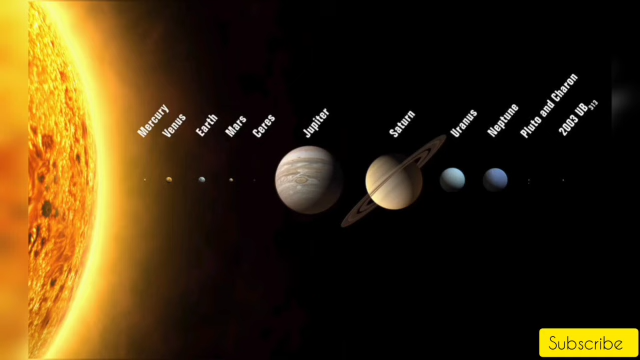 Mercury
Venus
Earth
Mars
Ceres
Jupiter
Saturn
Uranus
Neptune
Pluto and Charon
2003 UB₃₁₃
Subscribe